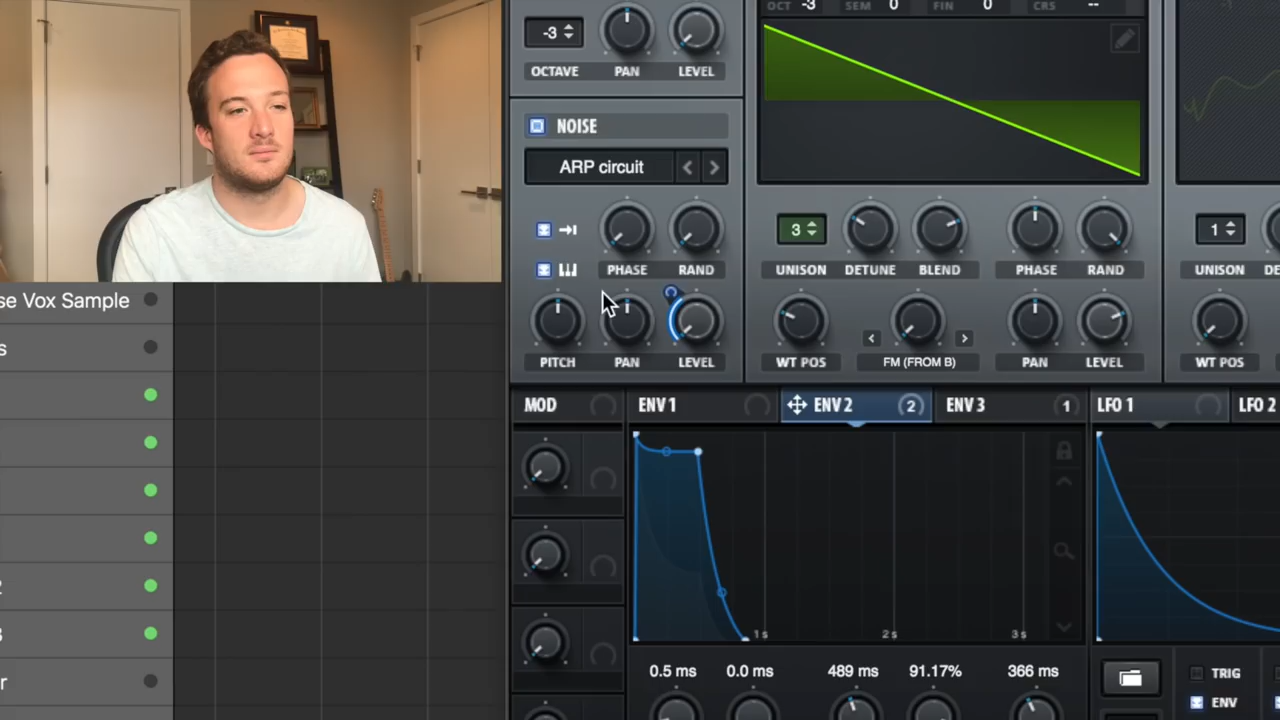 OCT -3 SEM 0 FIN 0 CRS --
-3
OCTAVE PAN LEVEL
NOISE
ARP circuit
3
1
PHASE RAND
UNISON DETUNE BLEND PHASE RAND
UNISON
se Vox Sample
s
2
3
r
PITCH PAN LEVEL
WT POS FM (FROM B) PAN LEVEL
WT POS
MOD ENV 1 ENV 2 2 ENV 3 1 LFO 1 LFO 2
1s 2s 3s
0.5 ms 0.0 ms 489 ms 91.17% 366 ms
TRIG
ENV